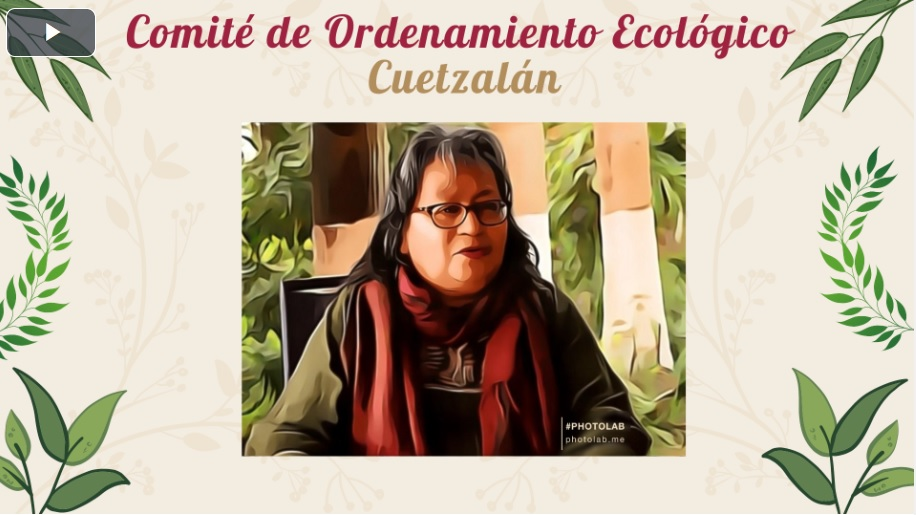 Comité de Ordenamiento Ecológico
Cuetzalán
#PHOTOLAB
photolab.me